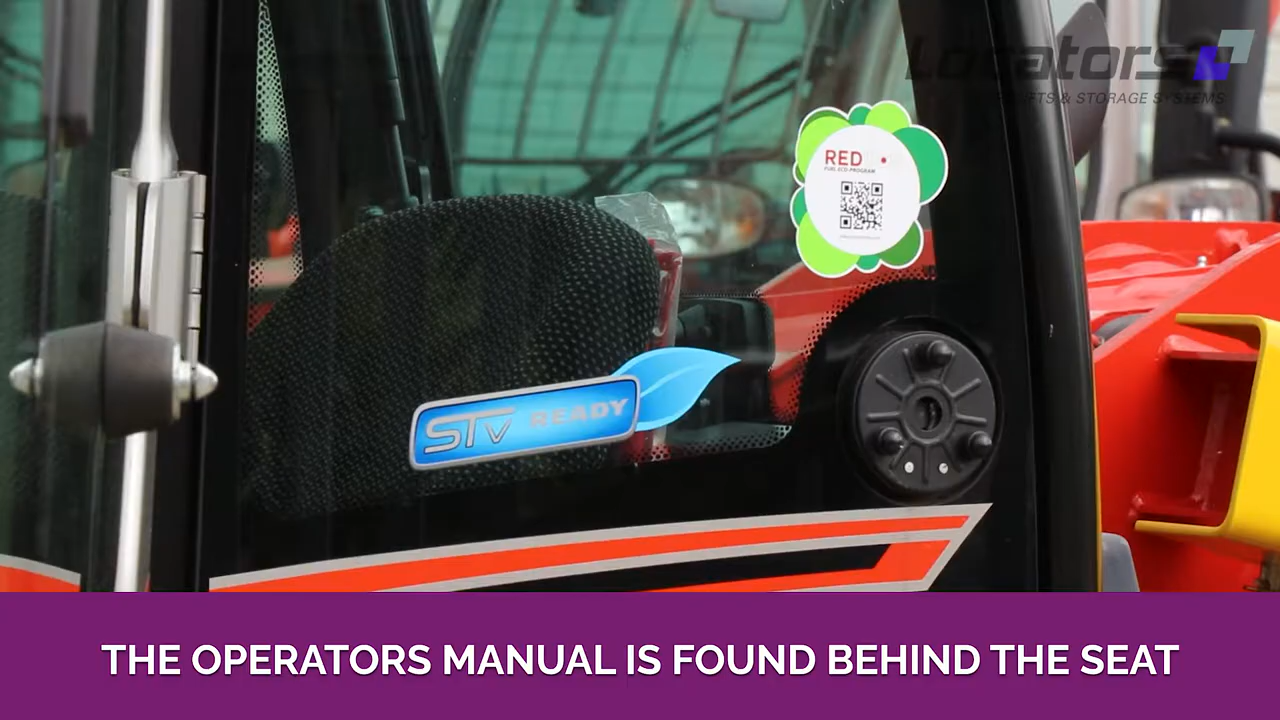 Locators
LIFTS & STORAGE SYSTEMS
RED
FUEL ECO-PROGRAM
STV READY
THE OPERATORS MANUAL IS FOUND BEHIND THE SEAT